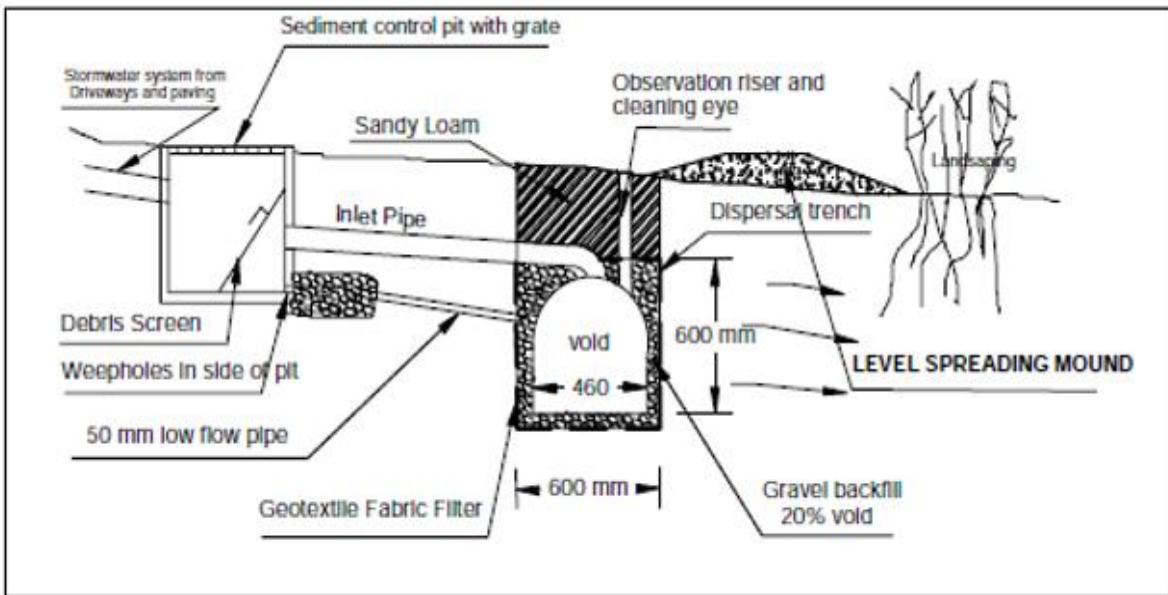 Sediment control pit with grate
Stormwater system from
Driveways and paving
Observation riser and
cleaning eye
Sandy Loam
Landsaping
Inlet Pipe
Dispersal trench
Debris Screen
void
600 mm
Weepholes in side of pit
460
LEVEL SPREADING MOUND
50 mm low flow pipe
600 mm
Geotextile Fabric Filter
Gravel backfill
20% void